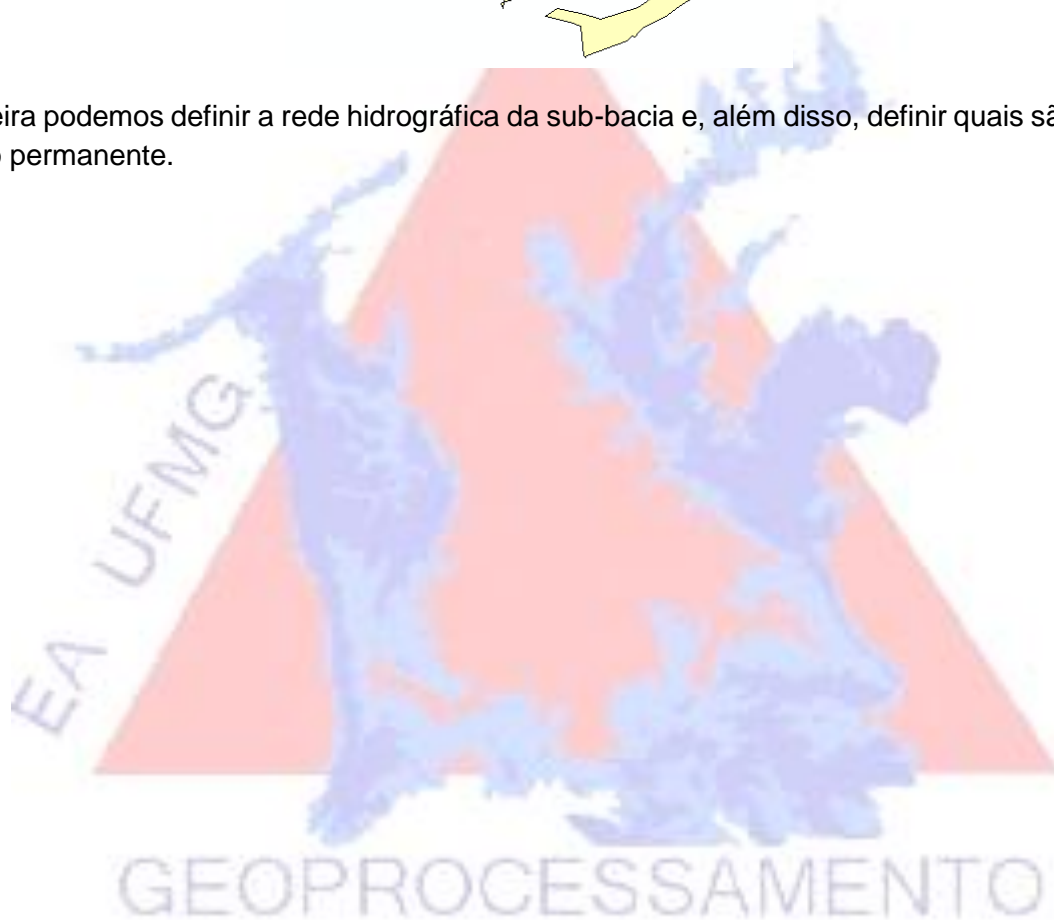 eira podemos definir a rede hidrográfica da sub-bacia e, além disso, definir quais sã
o permanente.
EA UFMG
GEOPROCESSAMENTO